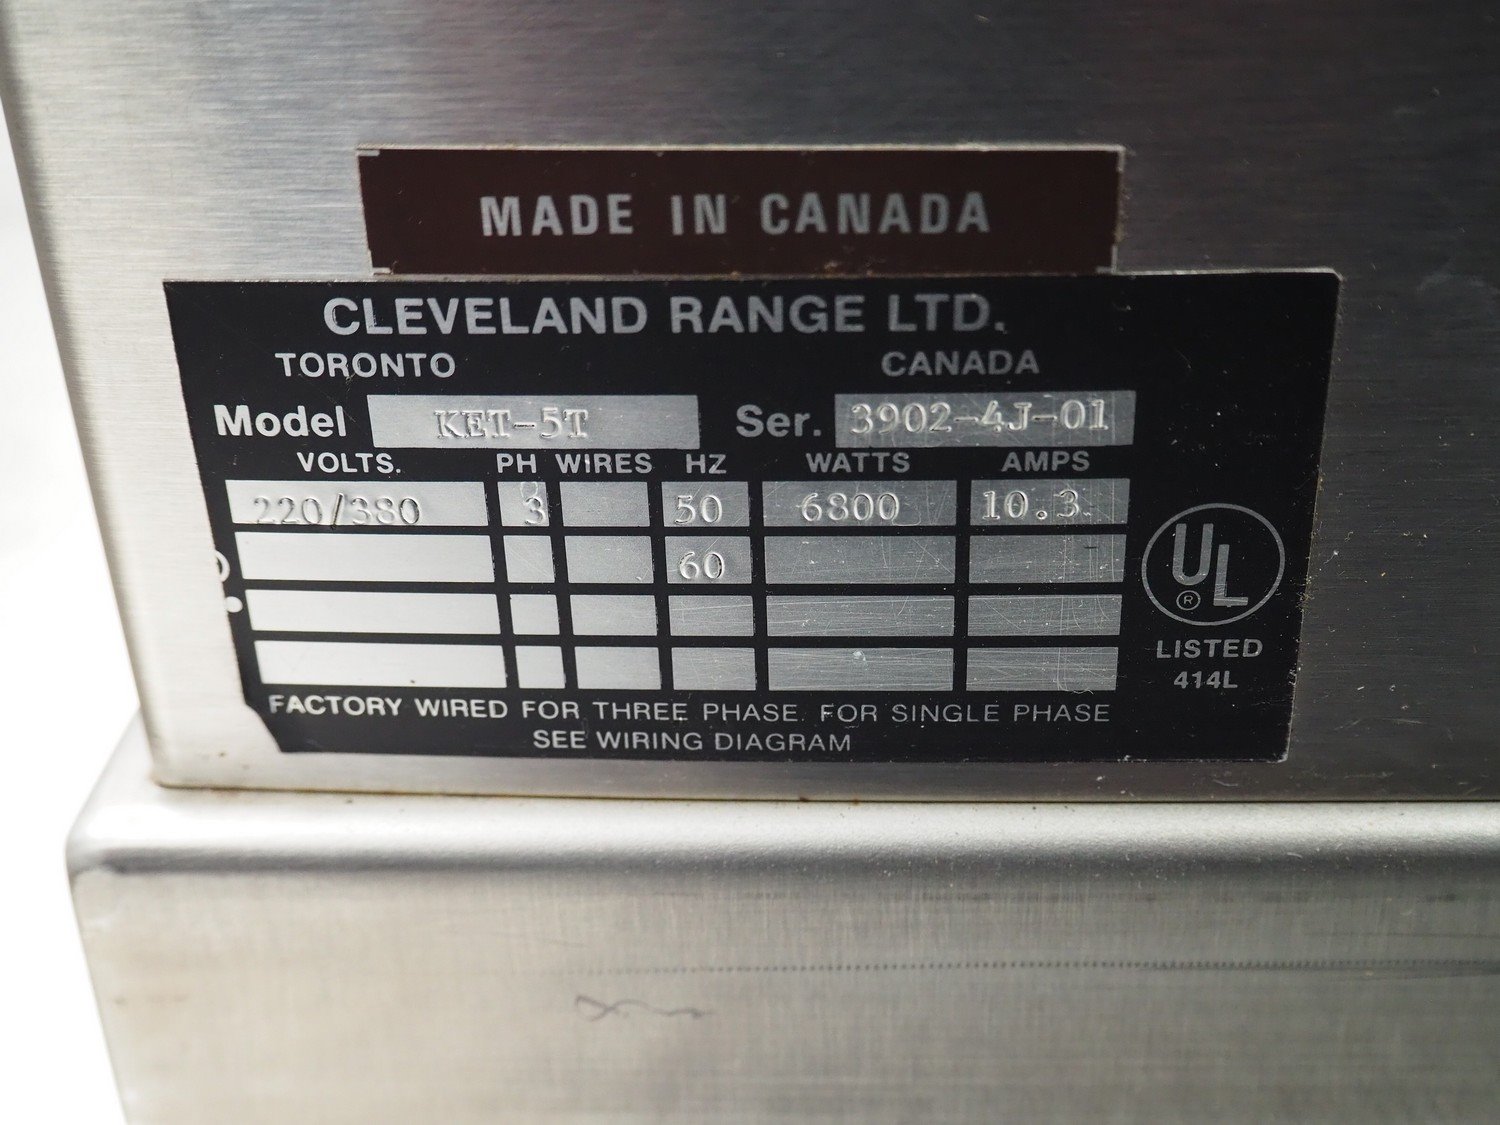 MADE IN CANADA
CLEVELAND RANGE LTD.
TORONTO CANADA
Model KET-5T Ser. 3902-4J-01
VOLTS. PH WIRES HZ WATTS AMPS
220/380 3 50 6800 10.3
60
UL
®
LISTED
414L
FACTORY WIRED FOR THREE PHASE. FOR SINGLE PHASE
SEE WIRING DIAGRAM